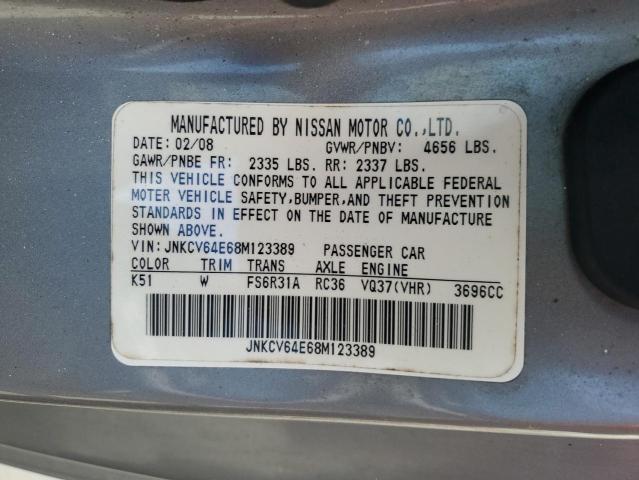 MANUFACTURED BY NISSAN MOTOR CO.,LTD.
DATE: 02/08 GVWR/PNBV: 4656 LBS.
GAWR/PNBE FR: 2335 LBS. RR: 2337 LBS.
THIS VEHICLE CONFORMS TO ALL APPLICABLE FEDERAL
MOTER VEHICLE SAFETY,BUMPER,AND THEFT PREVENTION
STANDARDS IN EFFECT ON THE DATE OF MANUFACTURE
SHOWN ABOVE.
VIN: JNKCV64E68M123389 PASSENGER CAR
COLOR TRIM TRANS AXLE ENGINE
K51 W FS6R31A RC36 VQ37(VHR) 3696CC
JNKCV64E68M123389